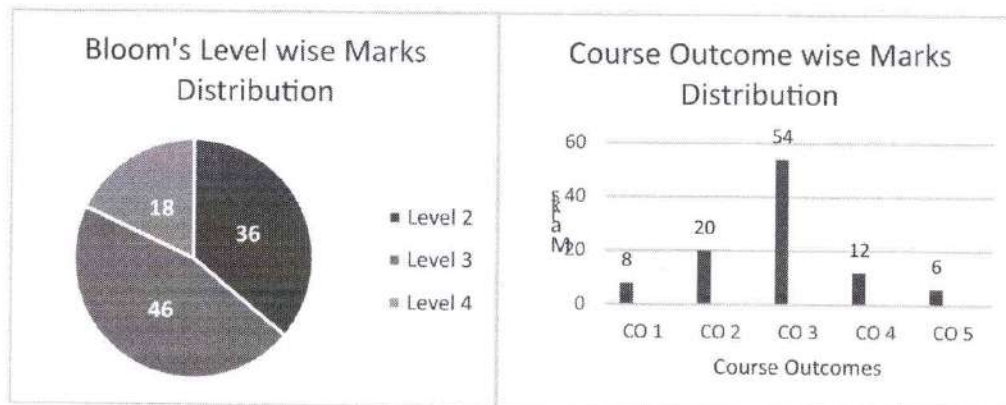 Bloom's Level wise Marks
Distribution
18
36
46
Level 2
Level 3
Level 4
Course Outcome wise Marks
Distribution
60
40
20
0
Marks
8
20
54
12
6
CO 1
CO 2
CO 3
CO 4
CO 5
Course Outcomes